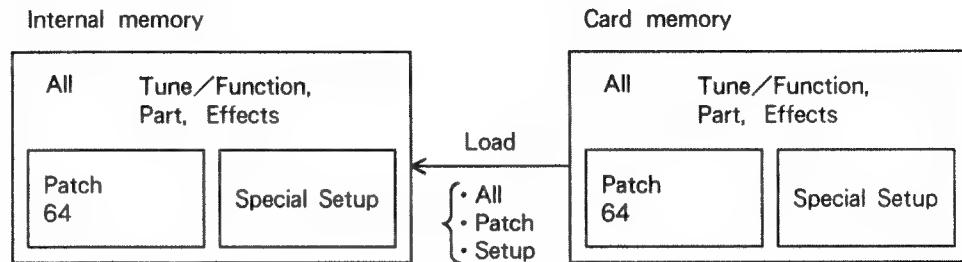 Internal memory
All Tune／Function,
Part, Effects
Patch
64
Special Setup
Load
· All
· Patch
· Setup
Card memory
All Tune／Function,
Part, Effects
Patch
64
Special Setup